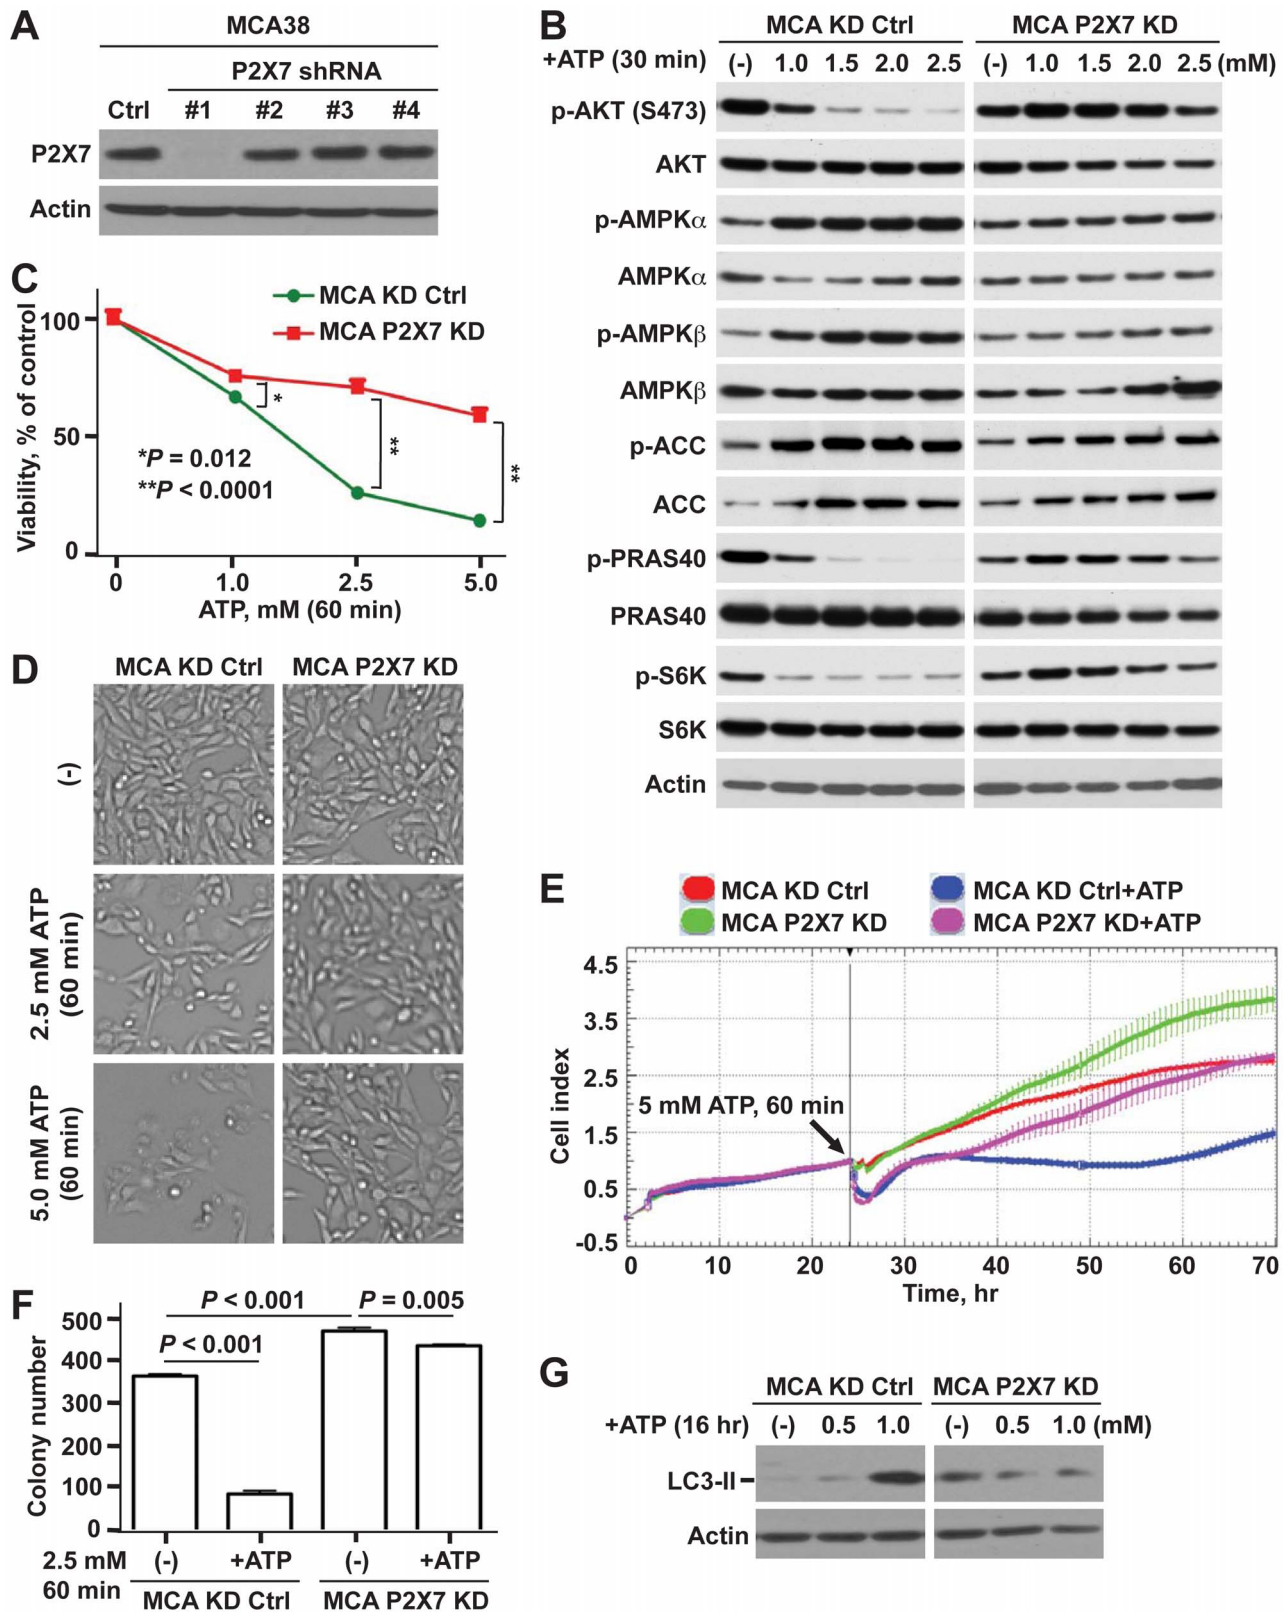 A
MCA38
P2X7 shRNA
Ctrl #1 #2 #3 #4
P2X7
Actin
B
MCA KD Ctrl MCA P2X7 KD
+ATP (30 min) (-) 1.0 1.5 2.0 2.5 (-) 1.0 1.5 2.0 2.5 (mM)
p-AKT (S473)
AKT
p-AMPKα
AMPKα
p-AMPKβ
AMPKβ
p-ACC
ACC
p-PRAS40
PRAS40
p-S6K
S6K
Actin
C
MCA KD Ctrl
MCA P2X7 KD
Viability, % of control
100
50
0
*
**
**
*P = 0.012
**P < 0.0001
0 1.0 2.5 5.0
ATP, mM (60 min)
D
MCA KD Ctrl MCA P2X7 KD
(-)
2.5 mM ATP
(60 min)
5.0 mM ATP
(60 min)
E
MCA KD Ctrl MCA KD Ctrl+ATP
MCA P2X7 KD MCA P2X7 KD+ATP
Cell index
4.5
3.5
2.5
1.5
0.5
-0.5
5 mM ATP, 60 min
0 10 20 30 40 50 60 70
Time, hr
F
P < 0.001 P = 0.005
P < 0.001
Colony number
500
400
300
200
100
0
2.5 mM (-) +ATP (-) +ATP
60 min
MCA KD Ctrl MCA P2X7 KD
G
MCA KD Ctrl MCA P2X7 KD
+ATP (16 hr) (-) 0.5 1.0 (-) 0.5 1.0 (mM)
LC3-II
Actin